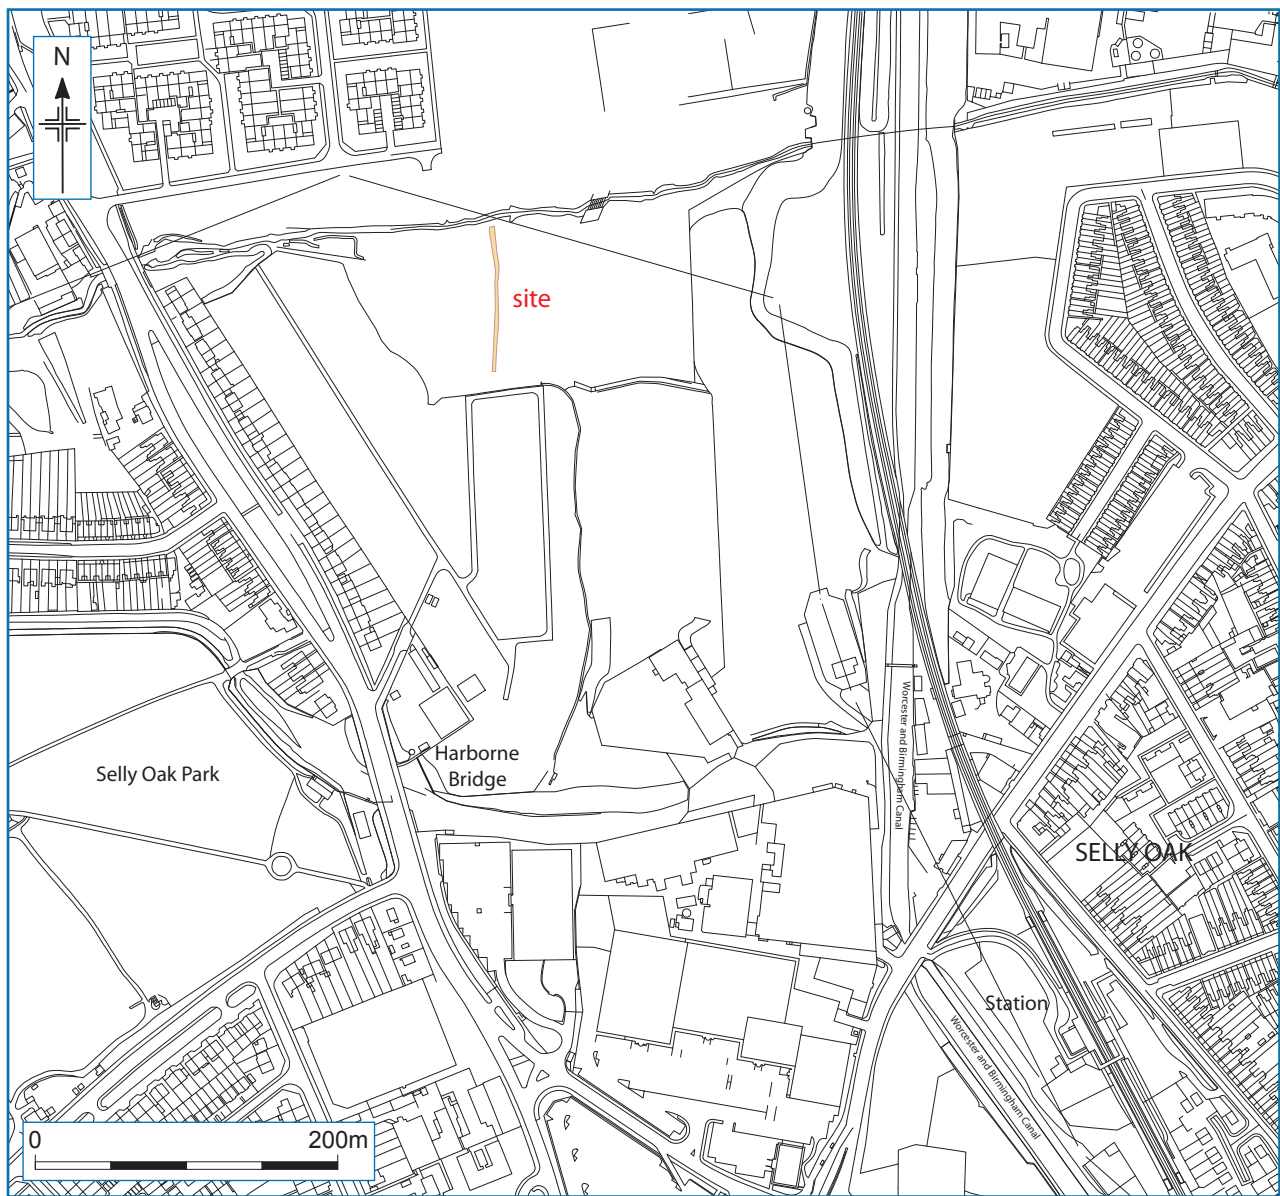 N
site
Selly Oak Park
Harborne
Bridge
Worcester and Birmingham Canal
SELLY OAK
Station
Worcester and Birmingham Canal
0 200m